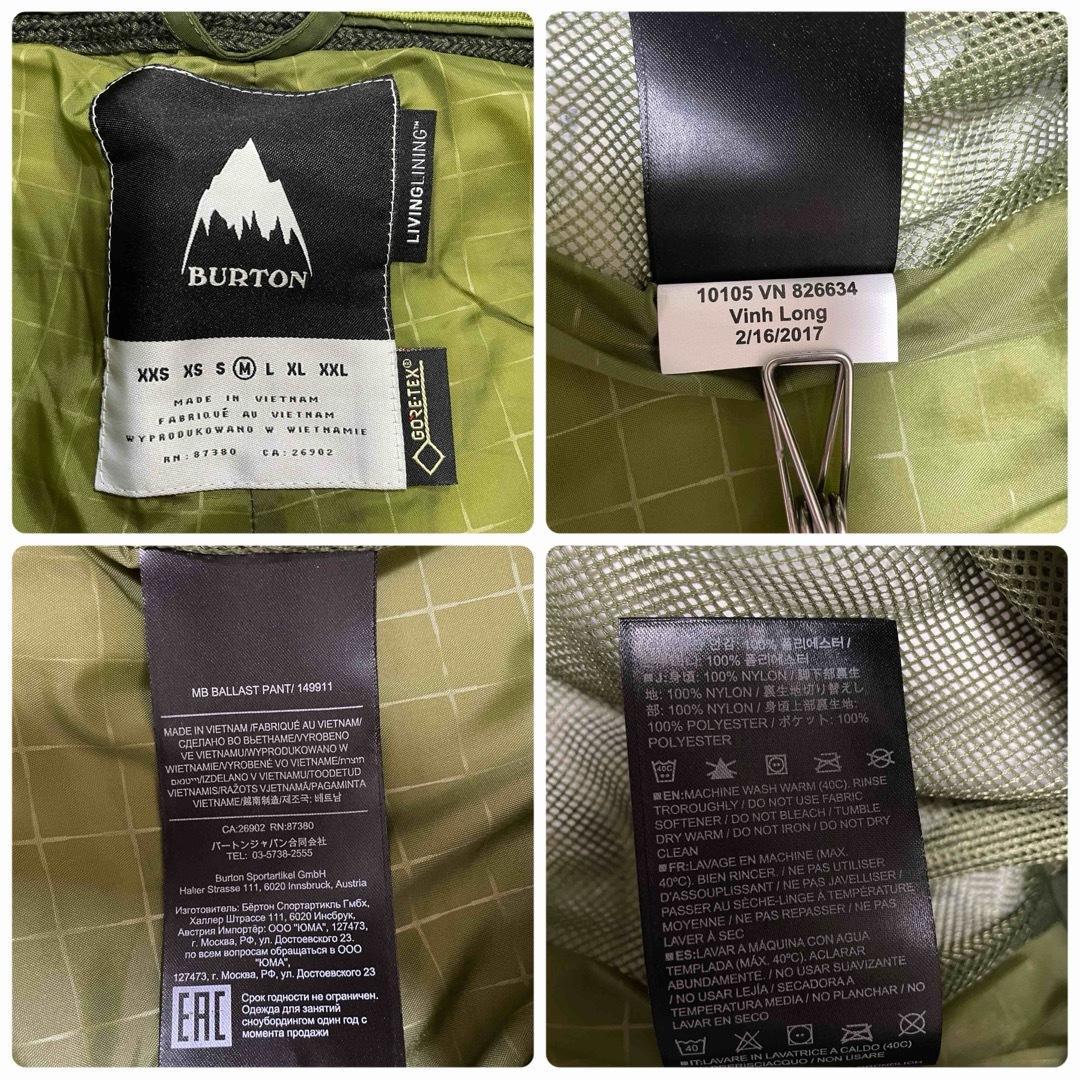 BURTON
LIVINGLINING™
XXS XS S M L XL XXL
MADE IN VIETNAM
FABRIQUÉ AU VIETNAM
WYPRODUKOWANO W WIETNAMIE
RN:87380 CA:26902
GORE-TEX®
10105 VN 826634
Vinh Long
2/16/2017
MB BALLAST PANT/ 149911
MADE IN VIETNAM /FABRIQUÉ AU VIETNAM/
СДЕЛАНО ВО ВЬЕТНАМЕ/VYROBENO
VE VIETNAMU/WYPRODUKOWANO W
WIETNAMIE/VYROBENÉ VO VIETNAME/תוצרת
וייטנאם/IZDELANO V VIETNAMU/TOODETUD
VIETNAMIS/RAŽOTS VJETNAMĀ/PAGAMINTA
VIETNAME/越南制造/제조국: 베트남
CA:26902 RN:87380
バートンジャパン合同会社
TEL: 03-5738-2555
Burton Sportartikel GmbH
Haller Strasse 111, 6020 Innsbruck, Austria
Изготовитель: Бёртон Спортартикль Гмбх,
Халлер Штрассе 111, 6020 Инсбрук,
Австрия Импортёр: ООО "ЮМА", 127473,
г. Москва, РФ, ул. Достоевского 23.
по всем вопросам обращаться в ООО
"ЮМА",
127473, г. Москва, РФ, ул. Достоевского 23
EAC
Срок годности не ограничен.
Одежда для занятий
сноубордингом один год с
момента продажи
안감: 100% 폴리에스터 /
100% 폴리에스터
J:身頃: 100% NYLON / 脚下部裏生
地: 100% NYLON / 裏生地切り替えし
部: 100% NYLON / 身頃上部裏生地:
100% POLYESTER / ポケット: 100%
POLYESTER
40C
EN:MACHINE WASH WARM (40C). RINSE
TROROUGHLY / DO NOT USE FABRIC
SOFTENER / DO NOT BLEACH / TUMBLE
DRY WARM / DO NOT IRON / DO NOT DRY
CLEAN
FR:LAVAGE EN MACHINE (MAX.
40ºC). BIEN RINCER. / NE PAS UTILISER
D'ASSOUPLISSANT / NE PAS JAVELLISER /
PASSER AU SÈCHE-LINGE À TEMPÉRATURE
MOYENNE / NE PAS REPASSER / NE PAS
LAVER À SEC
ES:LAVAR A MÁQUINA CON AGUA
TEMPLADA (MÁX. 40ºC). ACLARAR
ABUNDAMENTE. / NO USAR SUAVIZANTE
/ NO USAR LEJÍA / SECADORA A
TEMPERATURA MEDIA / NO PLANCHAR / NO
LAVAR EN SECO
40
IT:LAVARE IN LAVATRICE A CALDO (40C)
/ NON USARE